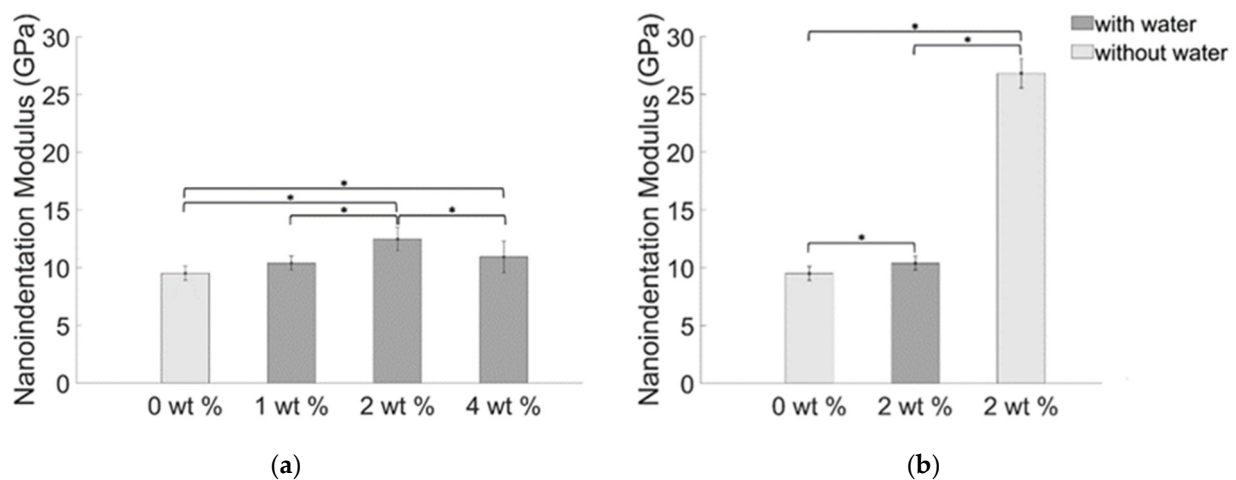 Nanoindentation Modulus (GPa)
30
25
20
15
10
5
0
* * * *
0 wt % 1 wt % 2 wt % 4 wt %
(a)
Nanoindentation Modulus (GPa)
30
25
20
15
10
5
0
* * *
with water
without water
0 wt % 2 wt % 2 wt %
(b)